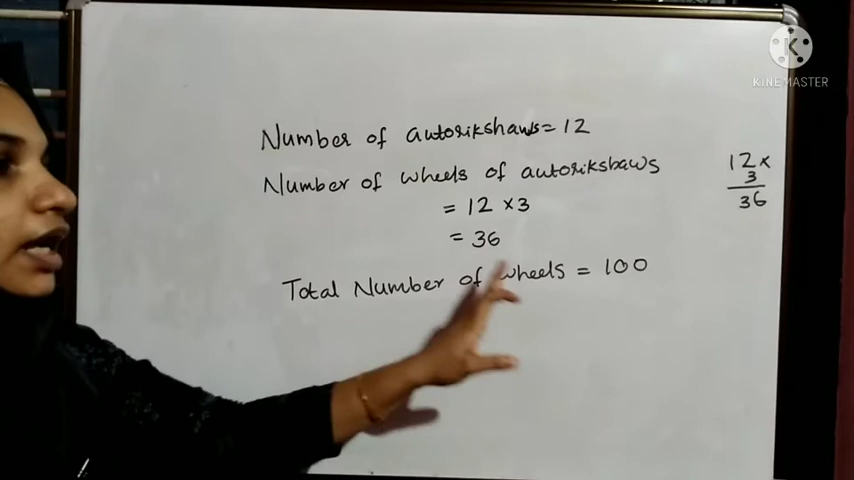 K
KINEMASTER
Number of autorikshaws = 12
Number of wheels of autorikshaws
= 12 × 3
= 36
Total Number of wheels = 100
12 ×
3
36